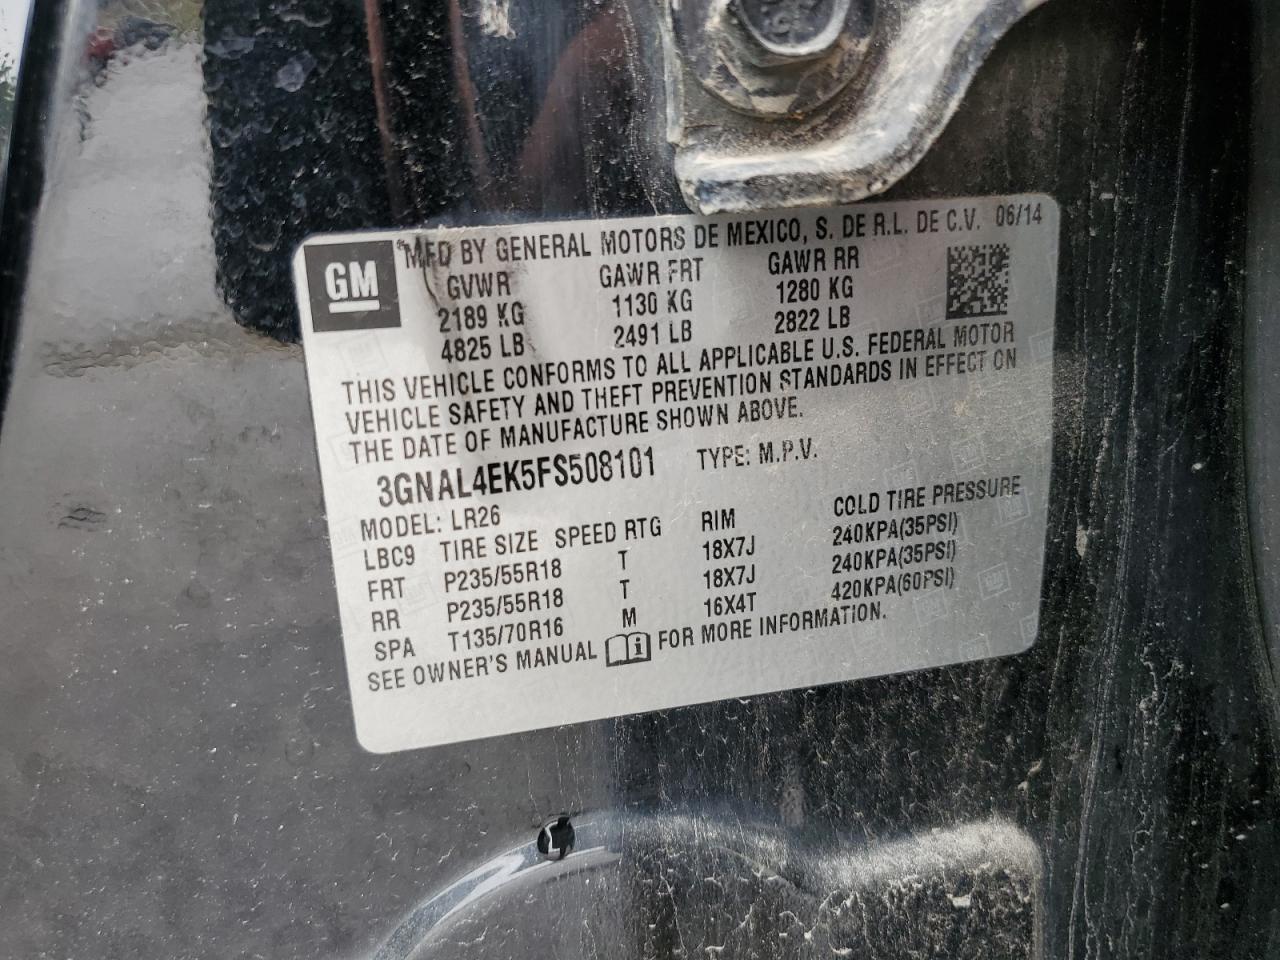 GM
MFD BY GENERAL MOTORS DE MEXICO, S. DE R.L. DE C.V. 06/14
GVWR GAWR FRT GAWR RR
2189 KG 1130 KG 1280 KG
4825 LB 2491 LB 2822 LB
THIS VEHICLE CONFORMS TO ALL APPLICABLE U.S. FEDERAL MOTOR
VEHICLE SAFETY AND THEFT PREVENTION STANDARDS IN EFFECT ON
THE DATE OF MANUFACTURE SHOWN ABOVE.
3GNAL4EK5FS508101 TYPE: M.P.V.
MODEL: LR26
LBC9 TIRE SIZE SPEED RTG RIM COLD TIRE PRESSURE
FRT P235/55R18 T 18X7J 240KPA(35PSI)
RR P235/55R18 T 18X7J 240KPA(35PSI)
SPA T135/70R16 M 16X4T 420KPA(60PSI)
SEE OWNER'S MANUAL FOR MORE INFORMATION.